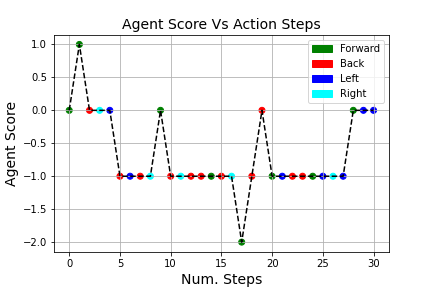 Agent Score Vs Action Steps
Forward
Back
Left
Right
1.0
0.5
0.0
−0.5
−1.0
−1.5
−2.0
Agent Score
0 5 10 15 20 25 30
Num. Steps